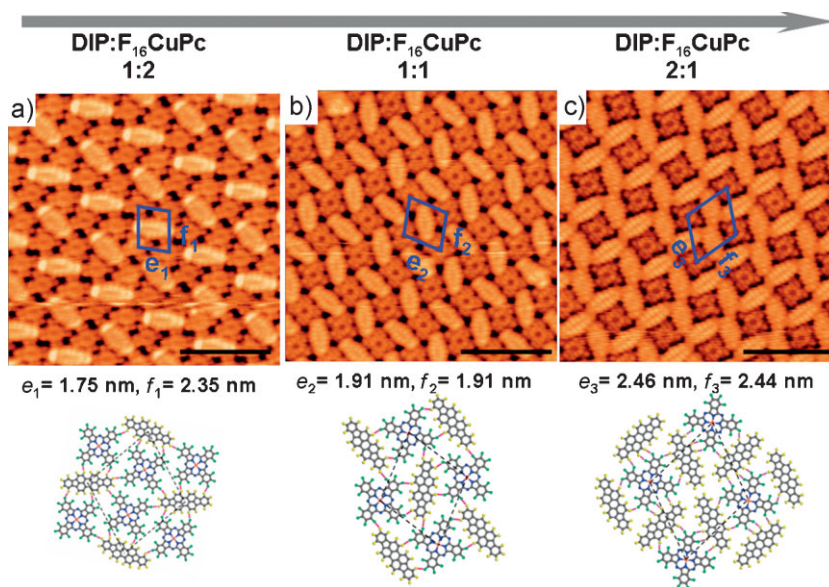 DIP:F₁₆CuPc DIP:F₁₆CuPc DIP:F₁₆CuPc
1:2 1:1 2:1
a) b) c)
f₁ e₁
f₂ e₂
e₃ f₃
e₁= 1.75 nm, f₁= 2.35 nm
e₂= 1.91 nm, f₂= 1.91 nm
e₃= 2.46 nm, f₃= 2.44 nm